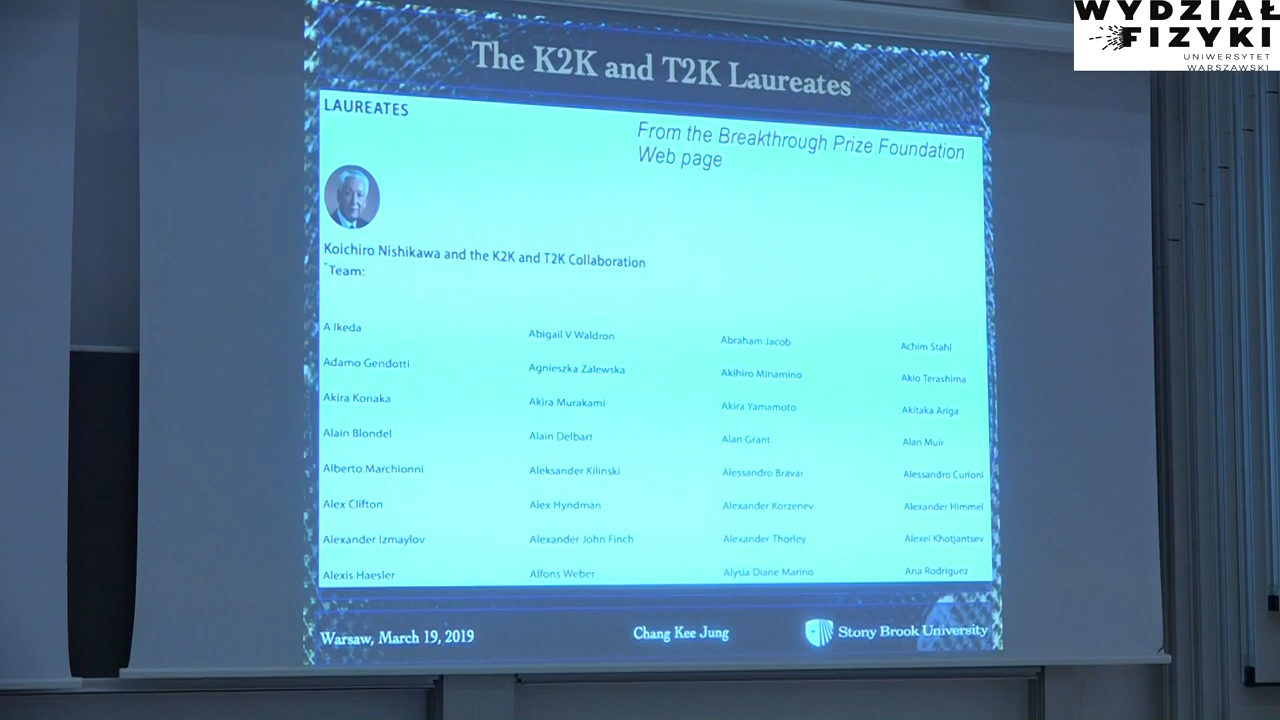 WYDZIAŁ
FIZYKI
UNIWERSYTET
WARSZAWSKI
The K2K and T2K Laureates
LAUREATES
From the Breakthrough Prize Foundation
Web page
Koichiro Nishikawa and the K2K and T2K Collaboration
Team:
A Ikeda Abigail V Waldron Abraham Jacob Achim Stahl
Adamo Gendotti Agnieszka Zalewska Akihiro Minamino Akio Terashima
Akira Konaka Akira Murakami Akira Yamamoto Akitaka Ariga
Alain Blondel Alain Delbart Alan Grant Alan Muir
Alberto Marchionni Aleksander Kilinski Alessandro Bravar Alessandro Curioni
Alex Clifton Alex Hyndman Alexander Korzenev Alexander Himmel
Alexander Izmaylov Alexander John Finch Alexander Thorley Alexei Khotjantsev
Alexis Haesler Alfons Weber Alysia Diane Marino Ana Rodriguez
Warsaw, March 19, 2019 Chang Kee Jung Stony Brook University